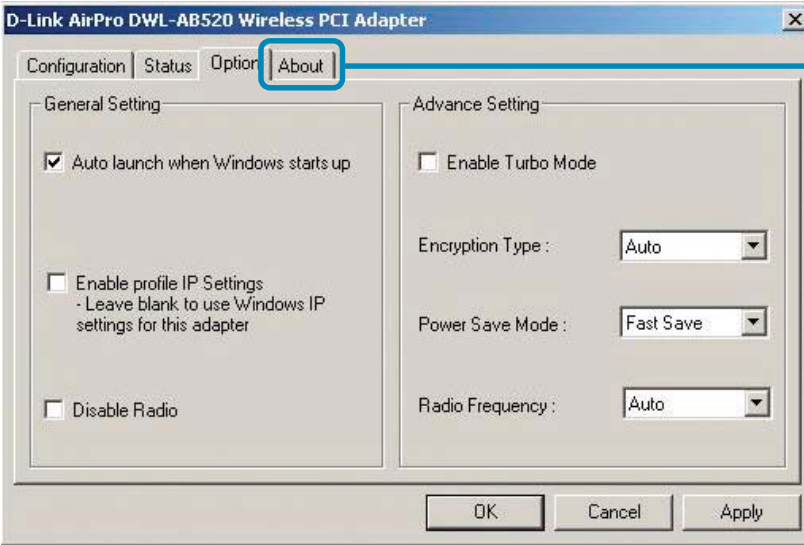 D-Link AirPro DWL-AB520 Wireless PCI Adapter
Configuration Status Option About
General Setting
Auto launch when Windows starts up
Enable profile IP Settings
- Leave blank to use Windows IP
settings for this adapter
Disable Radio
Advance Setting
Enable Turbo Mode
Encryption Type : Auto
Power Save Mode : Fast Save
Radio Frequency : Auto
OK Cancel Apply